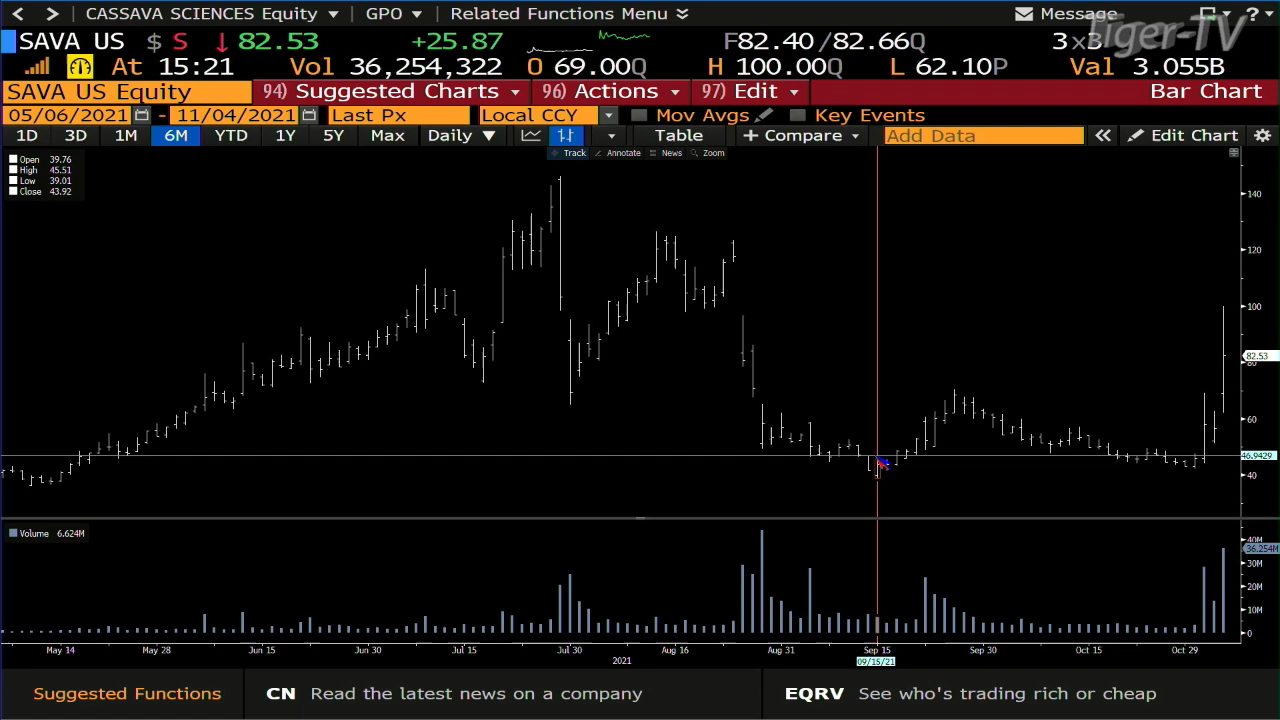 < > CASSAVA SCIENCES Equity GPO Related Functions Menu Message ?
Tiger-TV
SAVA US $ S ↓ 82.53 +25.87 F82.40 /82.66Q 3 x3
At 15:21 Vol 36,254,322 O 69.00Q H 100.00Q L 62.10P Val 3.055B
SAVA US Equity 94) Suggested Charts 96) Actions 97) Edit Bar Chart
05/06/2021 - 11/04/2021 Last Px Local CCY Mov Avgs Key Events
1D 3D 1M 6M YTD 1Y 5Y Max Daily ▼ Table + Compare Add Data « Edit Chart
Track Annotate News Zoom
Open 39.76
High 45.51
Low 39.01
Close 43.92
140
120
100
82.53
80
60
46.9429
40
Volume 6.624M
40M
36.254M
30M
20M
10M
0
May 14 May 28 Jun 15 Jun 30 Jul 15 Jul 30 Aug 16 Aug 31 Sep 15 Sep 30 Oct 15 Oct 29
2021 09/15/21
Suggested Functions CN Read the latest news on a company EQRV See who's trading rich or cheap